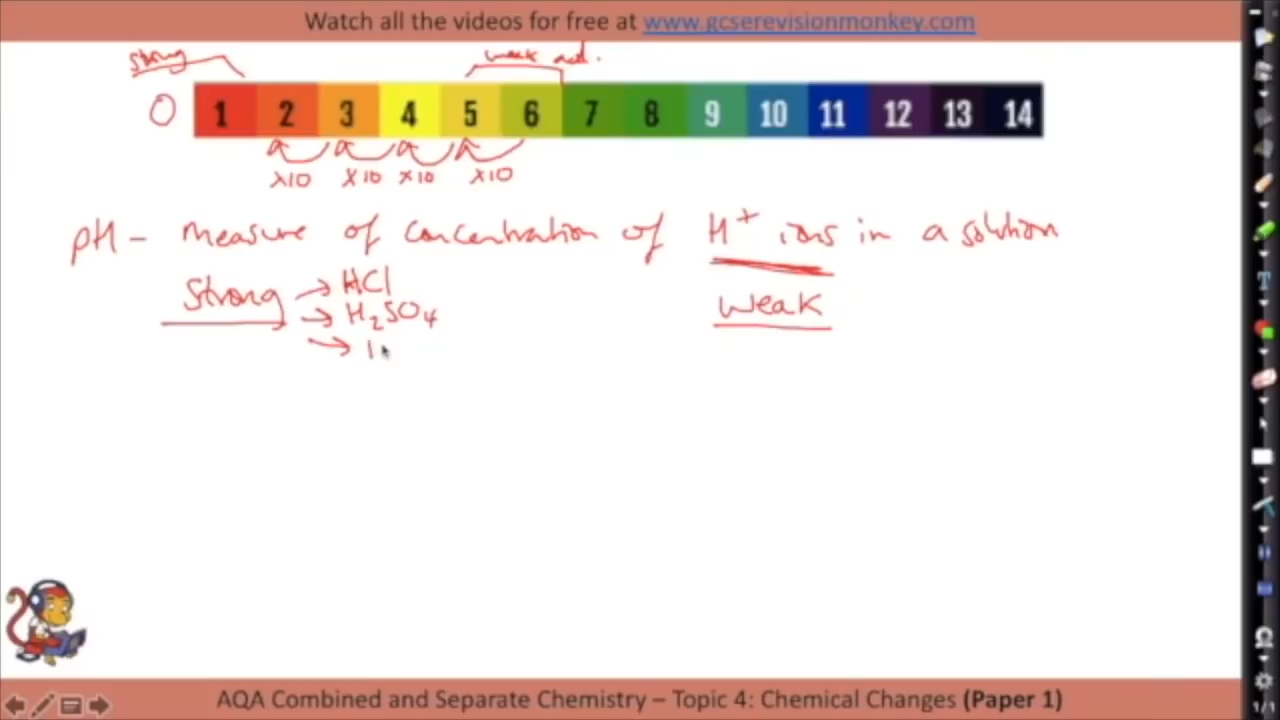 Watch all the videos for free at www.gcserevisionmonkey.com
strong weak acid.
0 1 2 3 4 5 6 7 8 9 10 11 12 13 14
x10 x10 x10 x10
pH - measure of concentration of H+ ions in a solution
Strong → HCl
→ H2SO4
→
weak
AQA Combined and Separate Chemistry – Topic 4: Chemical Changes (Paper 1)
1/1